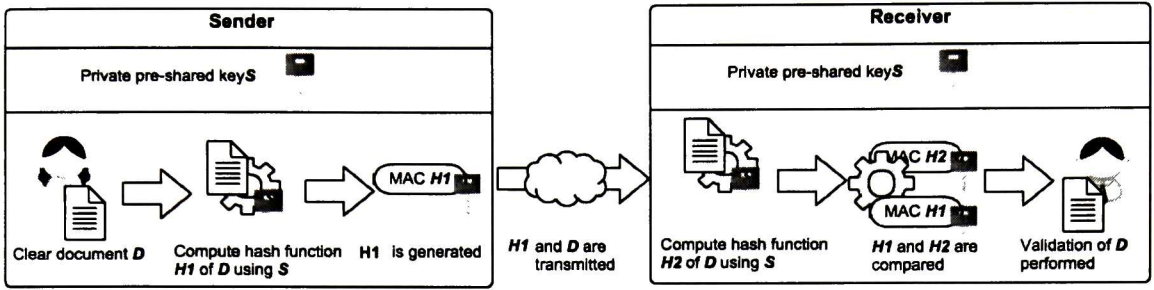 Sender
Private pre-shared keyS
MAC H1
Clear document D
Compute hash function
H1 of D using S
H1 is generated
H1 and D are
transmitted
Receiver
Private pre-shared keyS
MAC H2
MAC H1
Compute hash function
H2 of D using S
H1 and H2 are
compared
Validation of D
performed